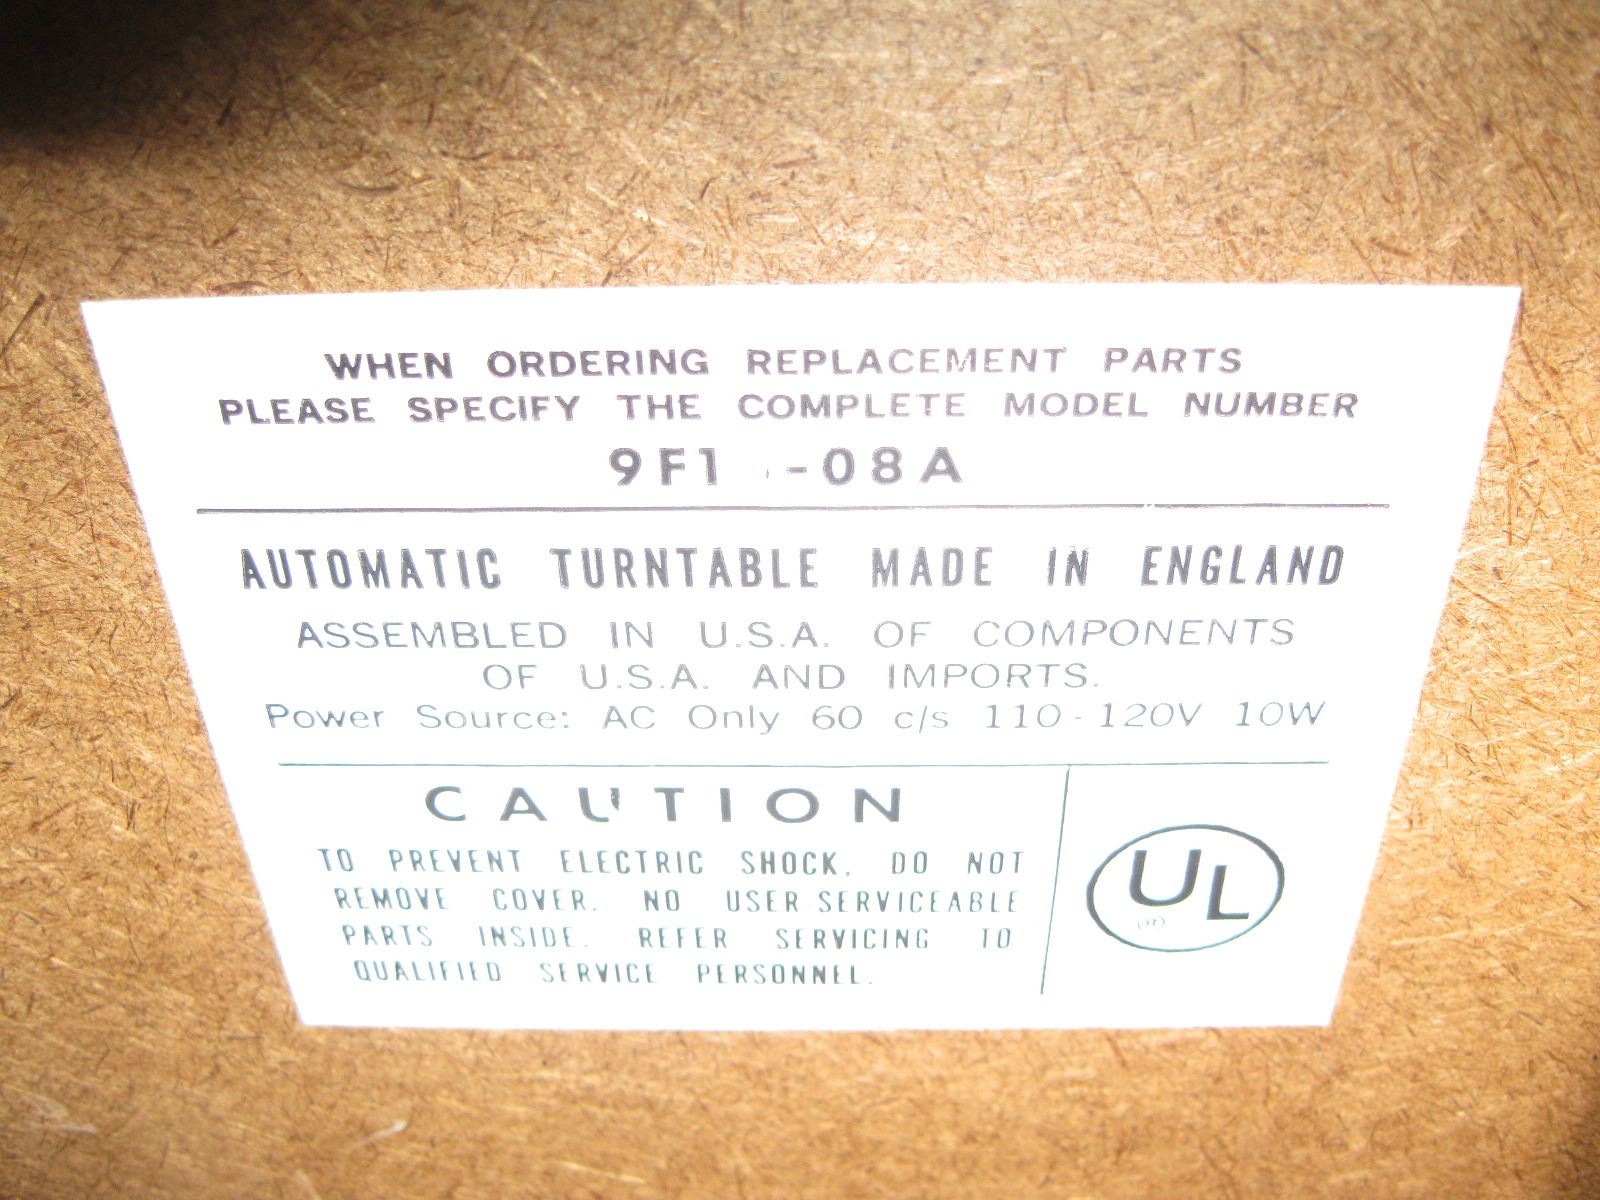 WHEN ORDERING REPLACEMENT PARTS
PLEASE SPECIFY THE COMPLETE MODEL NUMBER
9F1 -08A
AUTOMATIC TURNTABLE MADE IN ENGLAND
ASSEMBLED IN U.S.A. OF COMPONENTS
OF U.S.A. AND IMPORTS.
Power Source: AC Only 60 c/s 110-120V 10W
CAUTION
TO PREVENT ELECTRIC SHOCK, DO NOT
REMOVE COVER. NO USER-SERVICEABLE
PARTS INSIDE. REFER SERVICING TO
QUALIFIED SERVICE PERSONNEL.
UL
(R)